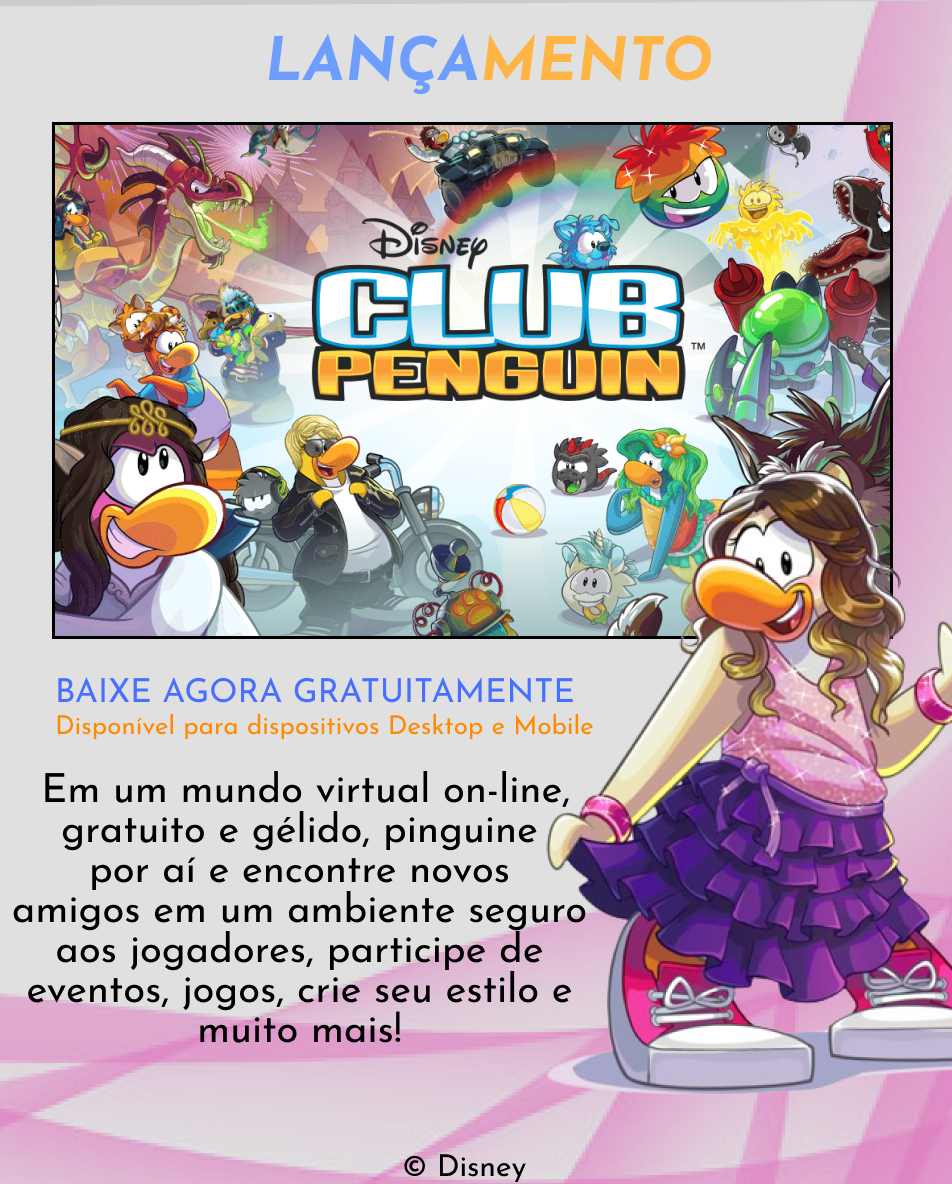 LANÇAMENTO
Disney
CLUB
PENGUIN™
BAIXE AGORA GRATUITAMENTE
Disponível para dispositivos Desktop e Mobile
Em um mundo virtual on-line,
gratuito e gélido, pinguine
por aí e encontre novos
amigos em um ambiente seguro
aos jogadores, participe de
eventos, jogos, crie seu estilo e
muito mais!
© Disney